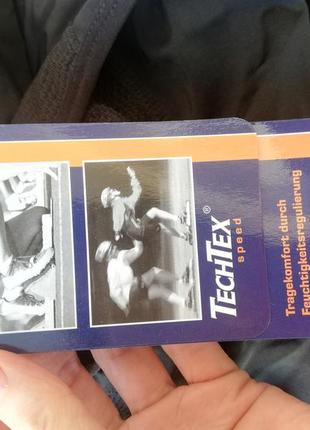 TECHTEX®
speed
Tragekomfort durch
Feuchtigkeitsregulierung